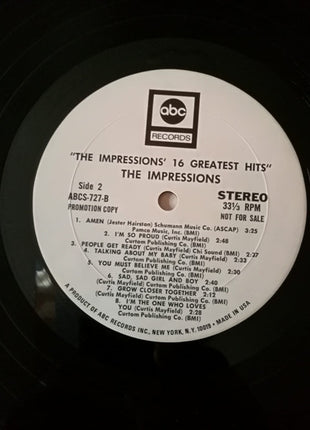 abc
RECORDS
"THE IMPRESSIONS' 16 GREATEST HITS"
THE IMPRESSIONS
Side 2
ABCS-727-B
PROMOTION COPY
STEREO
33⅓ RPM
NOT FOR SALE
1. AMEN (Jester Hairston) Schumann Music Co. (ASCAP) 3:25
Pamco Music, Inc. (BMI)
2. I'M SO PROUD (Curtis Mayfield) 2:48
Curtom Publishing Co. (BMI)
3. PEOPLE GET READY (Curtis Mayfield) Chi Sound (BMI) 2:37
4. TALKING ABOUT MY BABY (Curtis Mayfield) 2:33
Curtom Publishing Co. (BMI)
5. YOU MUST BELIEVE ME (Curtis Mayfield) 2:30
Curtom Publishing Co. (BMI)
6. SAD, SAD GIRL AND BOY 2:40
(Curtis Mayfield) Curtom Publishing Co. (BMI)
7. GROW CLOSER TOGETHER 2:12
(Curtis Mayfield) Curtom Publishing Co. (BMI)
8. I'M THE ONE WHO LOVES
YOU (Curtis Mayfield) 2:28
Curtom Publishing Co. (BMI)
A PRODUCT OF ABC RECORDS INC., NEW YORK, N.Y. 10019 • MADE IN USA